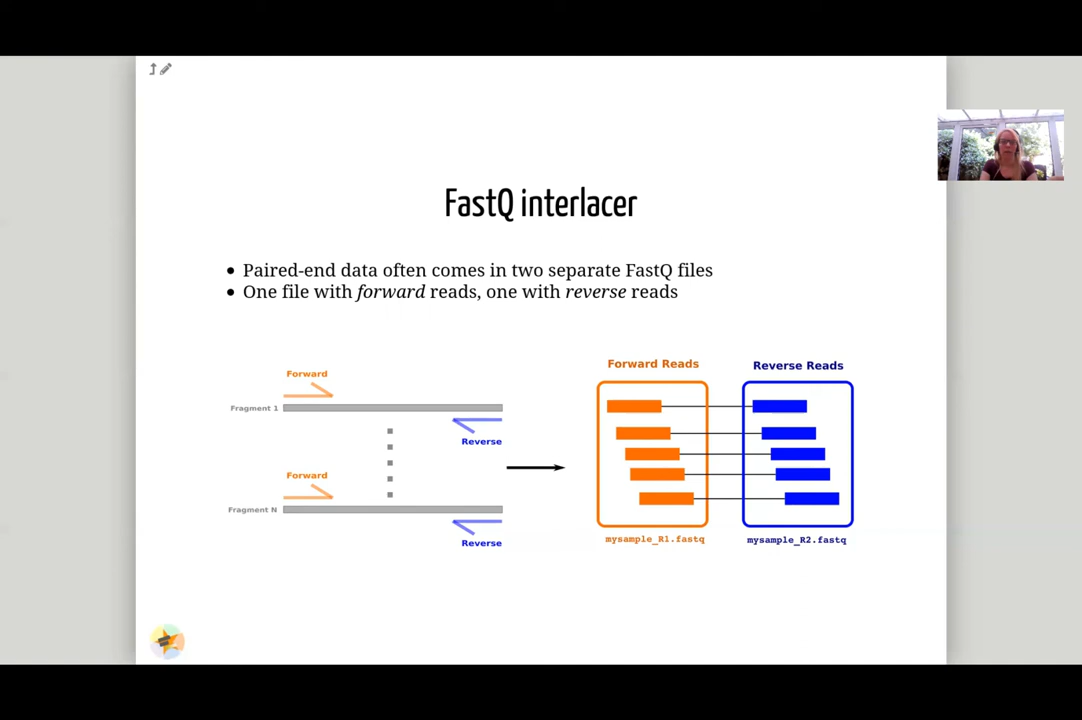 FastQ interlacer
Paired-end data often comes in two separate FastQ files
One file with forward reads, one with reverse reads
Forward
Fragment 1
Reverse
Forward
Fragment N
Reverse
Forward Reads
Reverse Reads
mysample_R1.fastq
mysample_R2.fastq